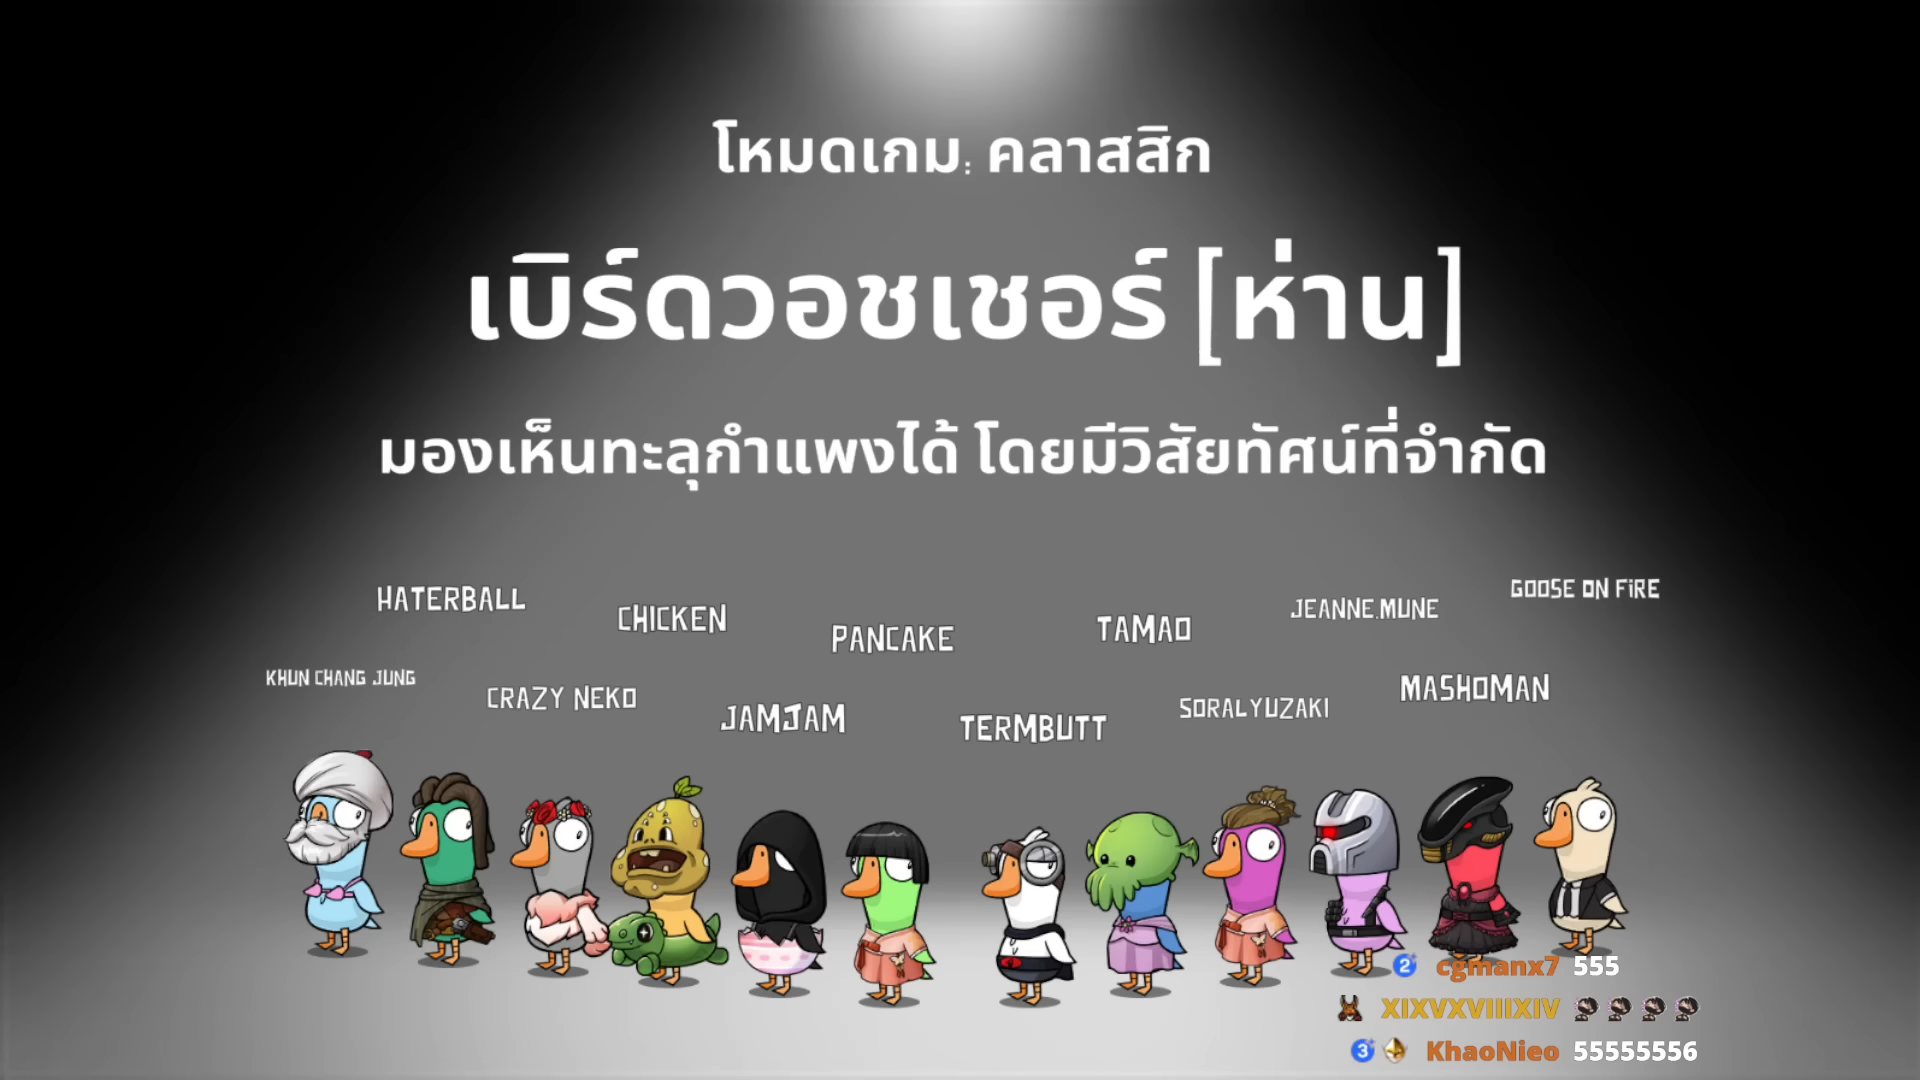 โหมดเกม: คลาสสิก
เบิร์ดวอชเชอร์ [ห่าน]
มองเห็นทะลุกำแพงได้ โดยมีวิสัยทัศน์ที่จำกัด
HATERBALL
CHICKEN
PANCAKE
TAMAO
JEANNE.MUNE
GOOSE ON FIRE
KHUN CHANG JUNG
CRAZY NEKO
JAMJAM
TERMBUTT
SORALYUZAKI
MASHOMAN
2 cgmanx7 555
XIXVXVIIIXIV
3 KhaoNieo 55555556